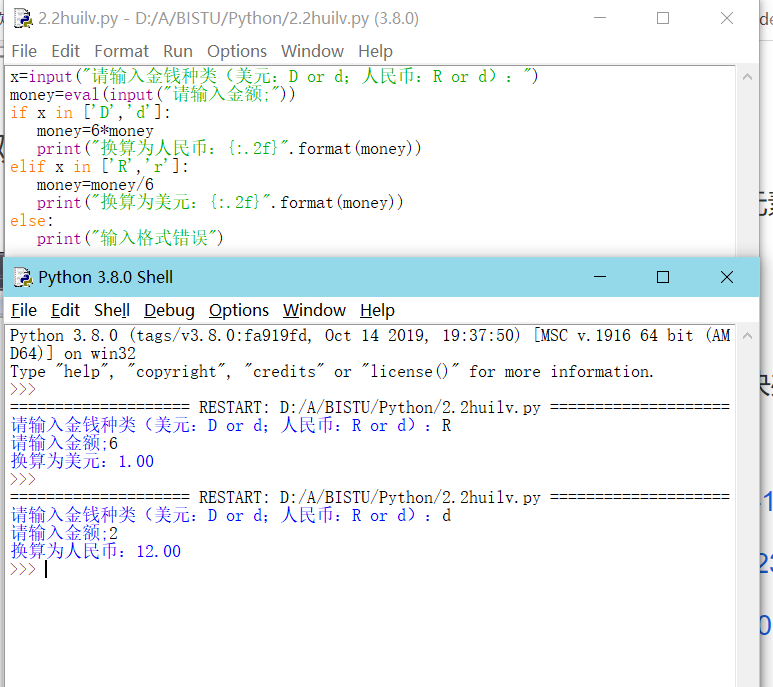 2.2huilv.py - D:/A/BISTU/Python/2.2huilv.py (3.8.0)
File Edit Format Run Options Window Help
x=input("请输入金钱种类（美元：D or d；人民币：R or d）：")
money=eval(input("请输入金额;"))
if x in ['D','d']:
money=6*money
print("换算为人民币：{:.2f}".format(money))
elif x in ['R','r']:
money=money/6
print("换算为美元：{:.2f}".format(money))
else:
print("输入格式错误")
Python 3.8.0 Shell
File Edit Shell Debug Options Window Help
Python 3.8.0 (tags/v3.8.0:fa919fd, Oct 14 2019, 19:37:50) [MSC v.1916 64 bit (AM
D64)] on win32
Type "help", "copyright", "credits" or "license()" for more information.
>>>
==================== RESTART: D:/A/BISTU/Python/2.2huilv.py ====================
请输入金钱种类（美元：D or d；人民币：R or d）：R
请输入金额;6
换算为美元：1.00
>>>
==================== RESTART: D:/A/BISTU/Python/2.2huilv.py ====================
请输入金钱种类（美元：D or d；人民币：R or d）：d
请输入金额;2
换算为人民币：12.00
>>>